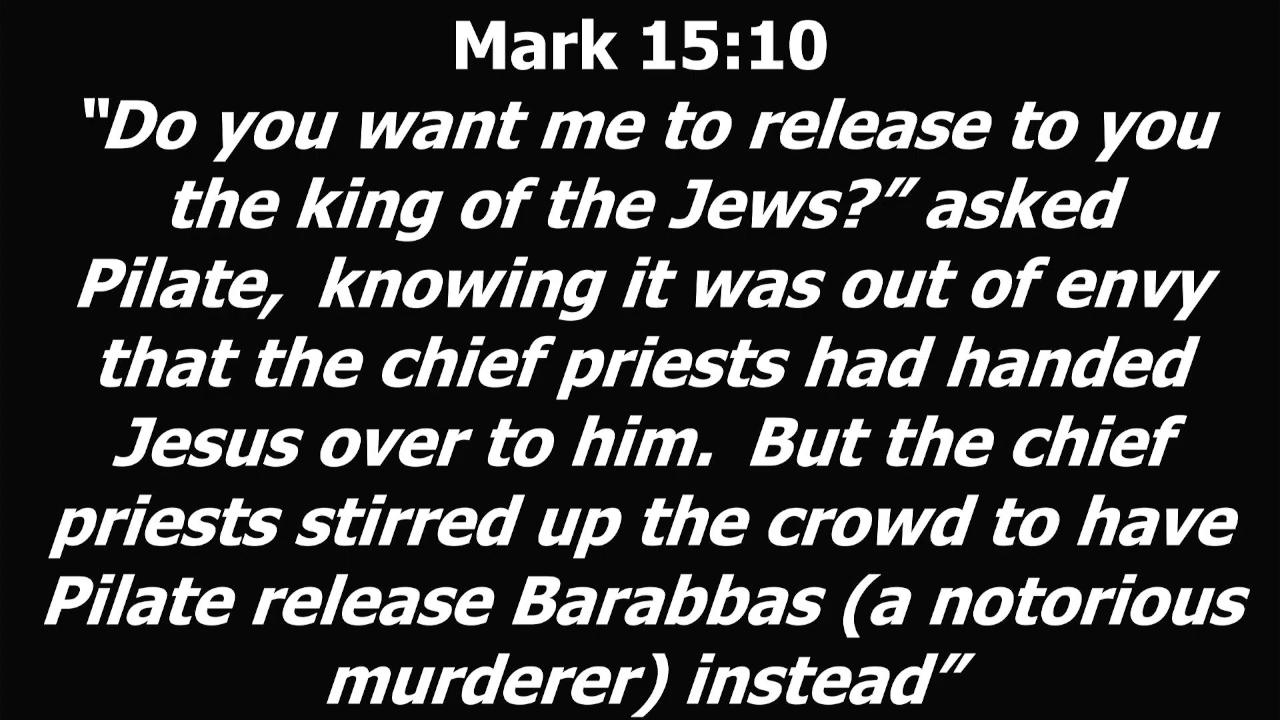 Mark 15:10
“Do you want me to release to you
the king of the Jews?” asked
Pilate,  knowing it was out of envy
that the chief priests had handed
Jesus over to him.  But the chief
priests stirred up the crowd to have
Pilate release Barabbas (a notorious
murderer) instead”